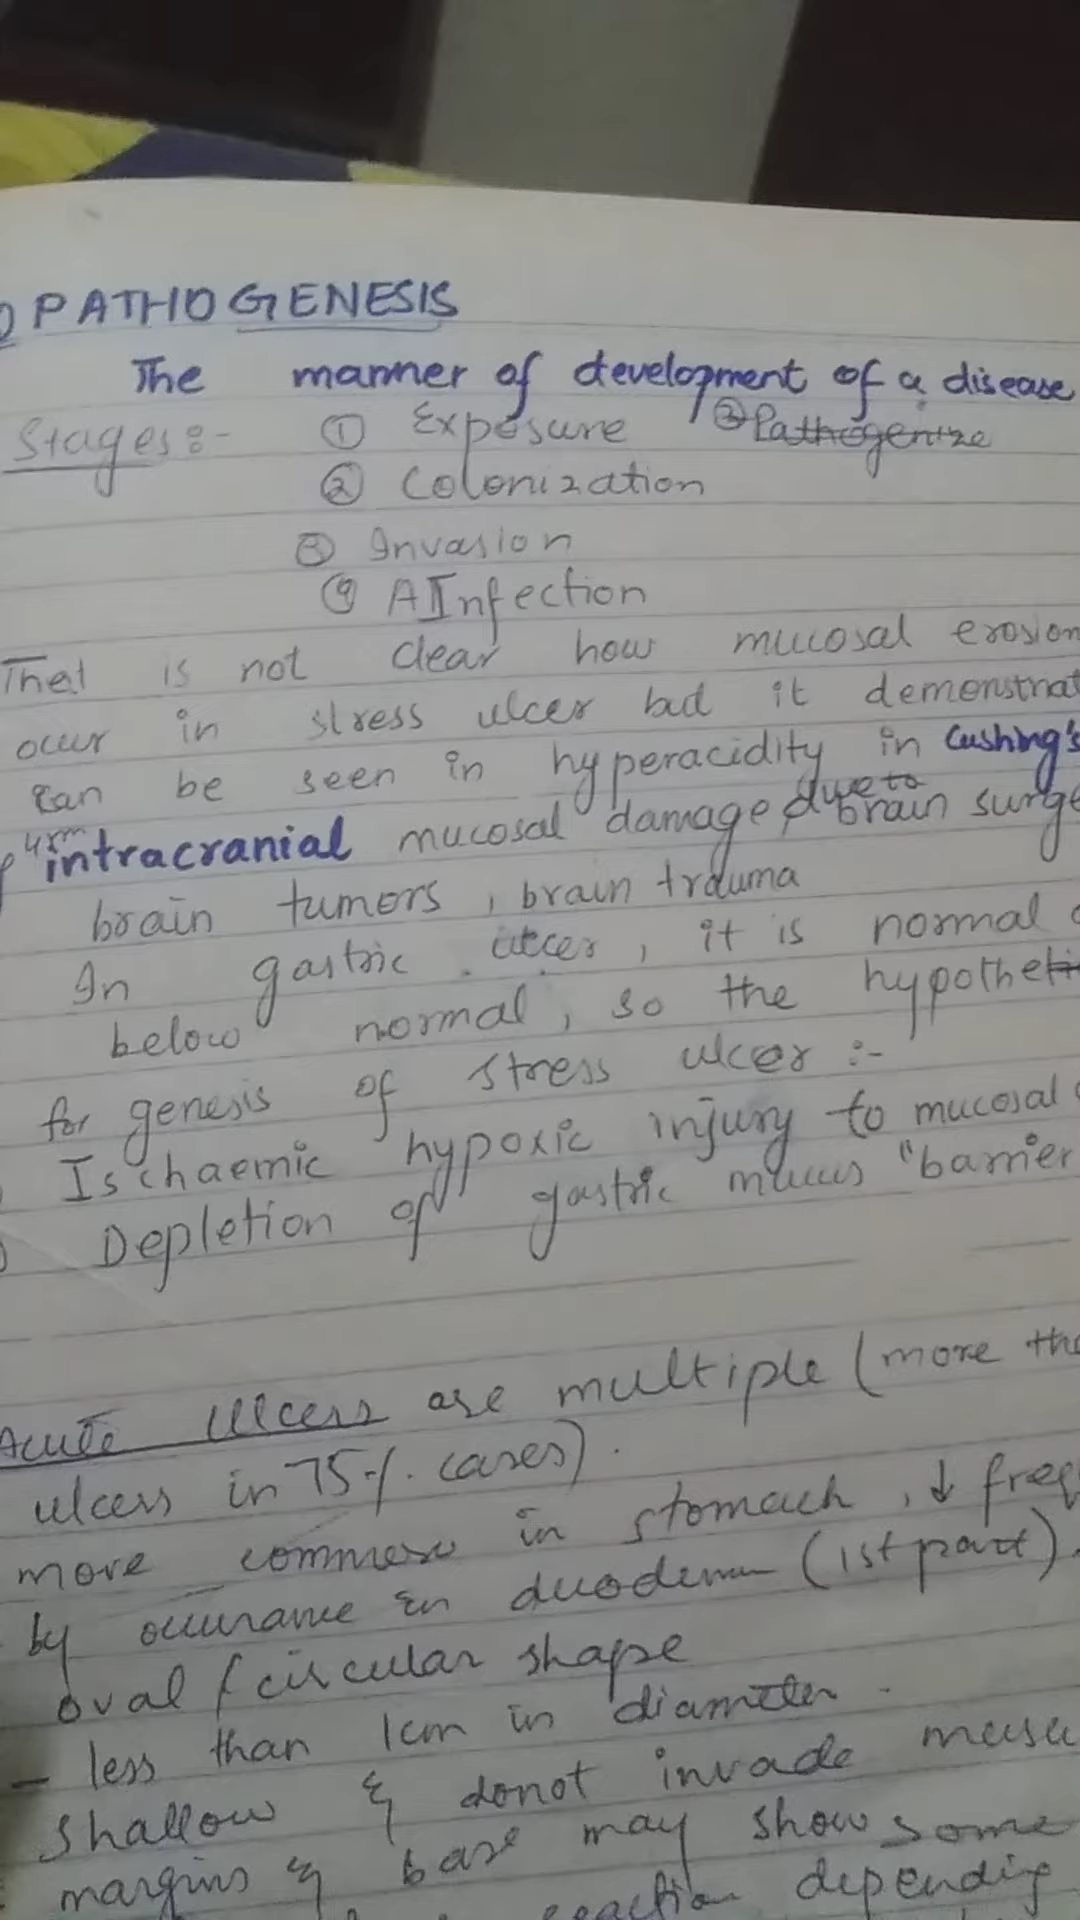 PATHOGENESIS
The manner of development of a disease
Stages:- ① Exposure ② Pathogenize
② Colonization
③ Invasion
④ A Infection
That is not clear how mucosal erosion
occur in stress ulcer but it demonstrat
can be seen in hyperacidity in Cushing's
intracranial mucosal damage, due to brain surge
brain tumors, brain trauma
In gastric ulcer, it is normal
below normal, so the hypotheti
for genesis of stress ulcer :-
Ischaemic hypoxic injury to mucosal
Depletion of gastric mucus "barrier
Acute Ulcers are multiple (more tha
ulcers in 75%. cases).
more common in stomach, ↓ freq
by occurance in duodenum (1st part).
oval / circular shape
- less than 1cm in diameter.
Shallow & donot invade
margins & base may show some
reaction depending